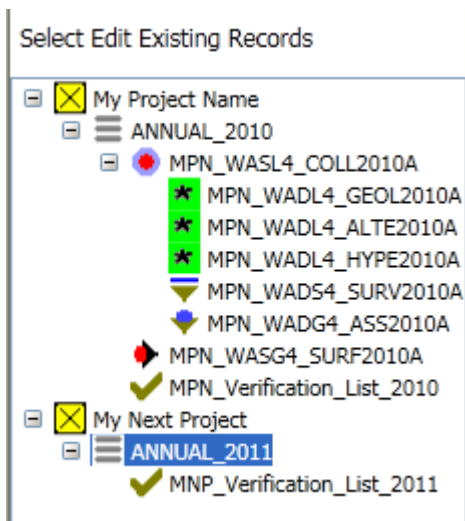 Select Edit Existing Records
My Project Name
ANNUAL_2010
MPN_WASL4_COLL2010A
MPN_WADL4_GEOL2010A
MPN_WADL4_ALTE2010A
MPN_WADL4_HYPE2010A
MPN_WADS4_SURV2010A
MPN_WADG4_ASS2010A
MPN_WASG4_SURF2010A
MPN_Verification_List_2010
My Next Project
ANNUAL_2011
MNP_Verification_List_2011